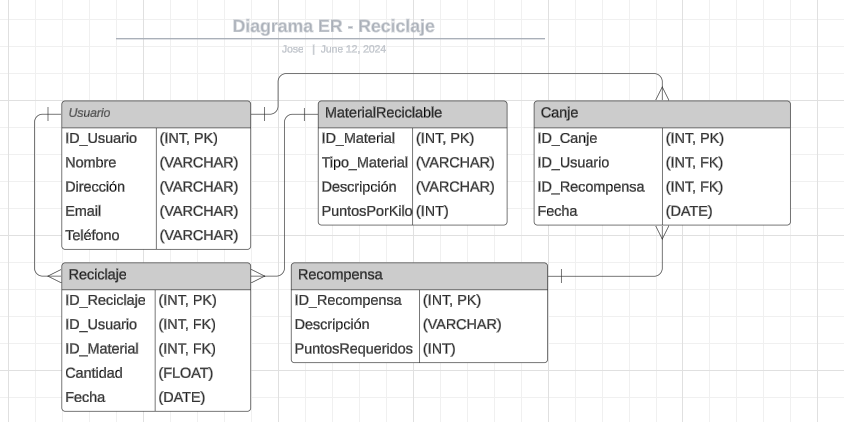 Diagrama ER - Reciclaje
Jose | June 12, 2024
Usuario
ID_Usuario (INT, PK)
Nombre (VARCHAR)
Dirección (VARCHAR)
Email (VARCHAR)
Teléfono (VARCHAR)
MaterialReciclable
ID_Material (INT, PK)
Tipo_Material (VARCHAR)
Descripción (VARCHAR)
PuntosPorKilo (INT)
Canje
ID_Canje (INT, PK)
ID_Usuario (INT, FK)
ID_Recompensa (INT, FK)
Fecha (DATE)
Reciclaje
ID_Reciclaje (INT, PK)
ID_Usuario (INT, FK)
ID_Material (INT, FK)
Cantidad (FLOAT)
Fecha (DATE)
Recompensa
ID_Recompensa (INT, PK)
Descripción (VARCHAR)
PuntosRequeridos (INT)